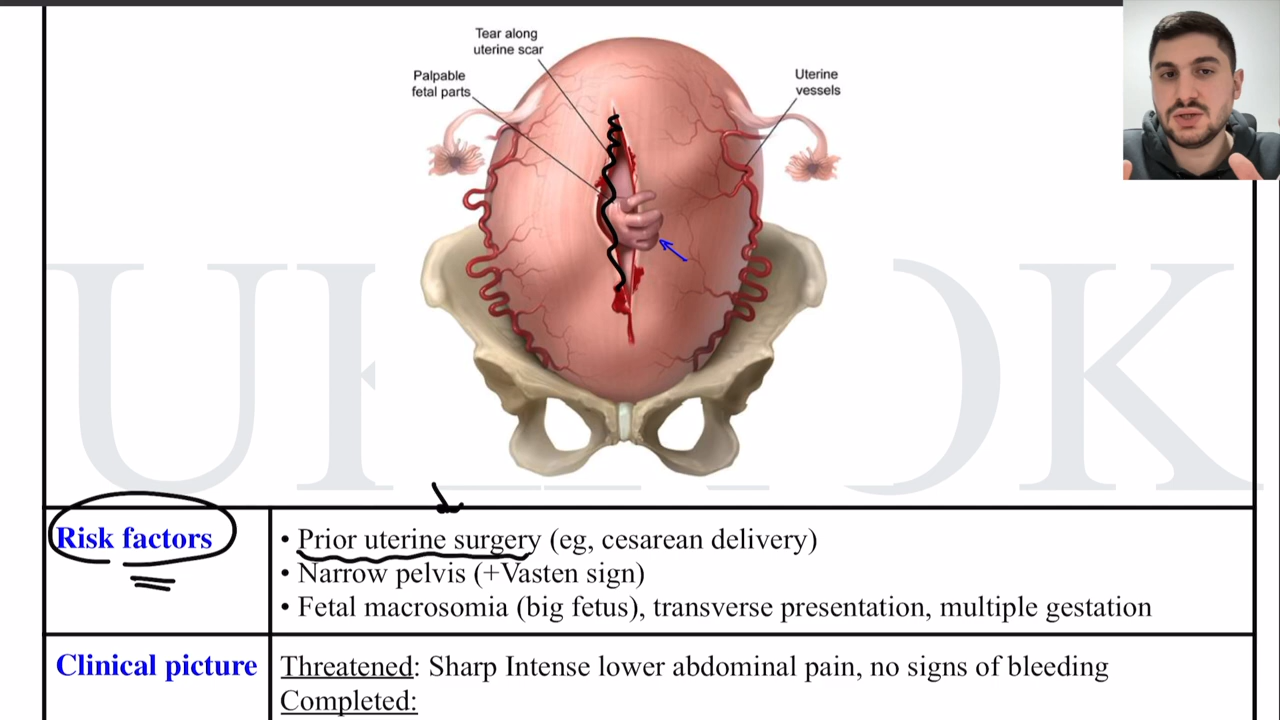 Tear along
uterine scar
Palpable
fetal parts
Uterine
vessels
Risk factors
• Prior uterine surgery (eg, cesarean delivery)
• Narrow pelvis (+Vasten sign)
• Fetal macrosomia (big fetus), transverse presentation, multiple gestation
Clinical picture
Threatened: Sharp Intense lower abdominal pain, no signs of bleeding
Completed: